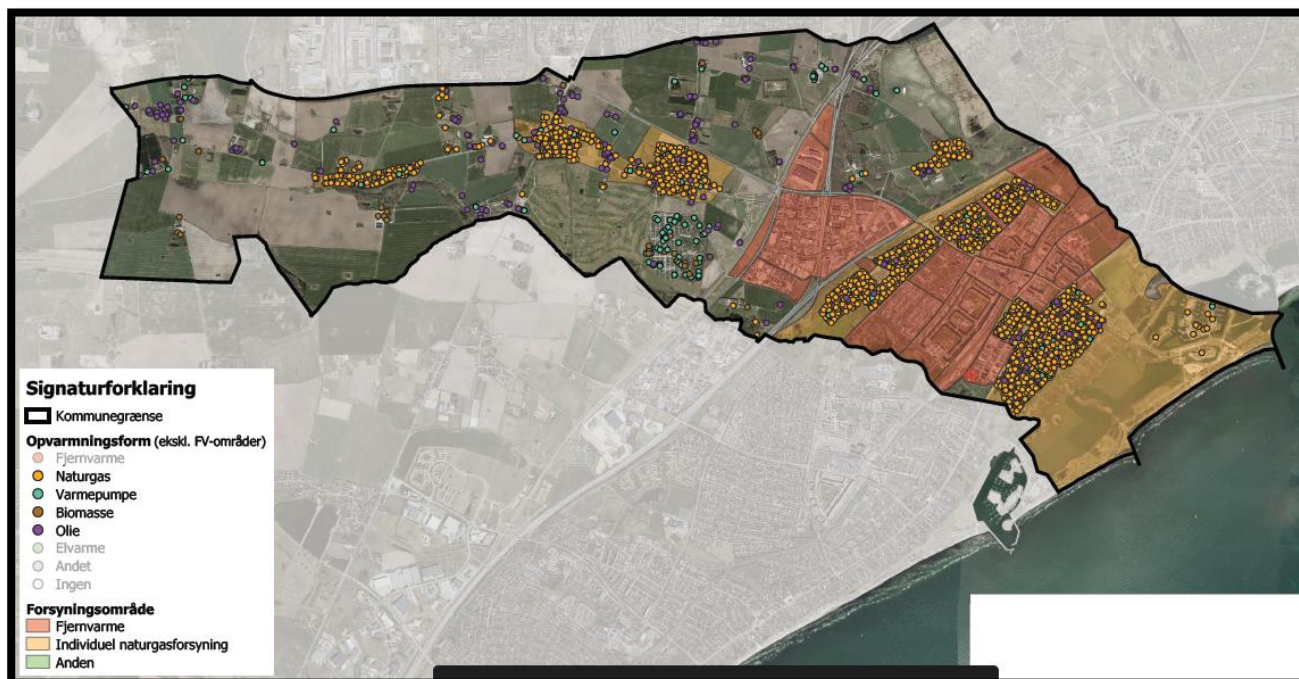 Signaturforklaring
Kommunegrænse
Opvarmningsform (ekskl. FV-områder)
Fjernvarme
Naturgas
Varmepumpe
Biomasse
Olie
Elvarme
Andet
Ingen
Forsyningsområde
Fjernvarme
Individuel naturgasforsyning
Anden